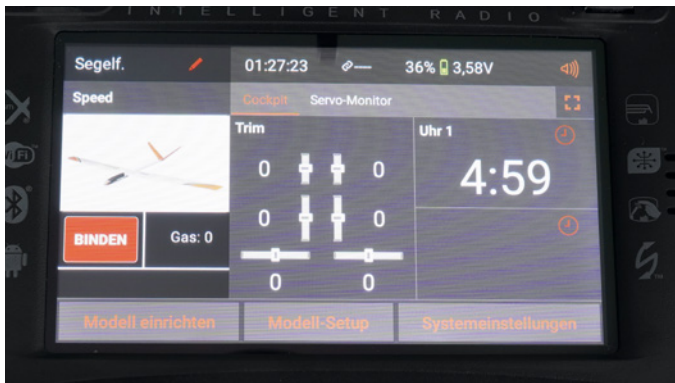 INTELLIGENT RADIO
Segelf.
01:27:23
36% 3,58V
Speed
Cockpit Servo-Monitor
Trim
Uhr 1
0 0
4:59
0 0
BINDEN
Gas: 0
0 0
Modell einrichten Modell-Setup Systemeinstellungen